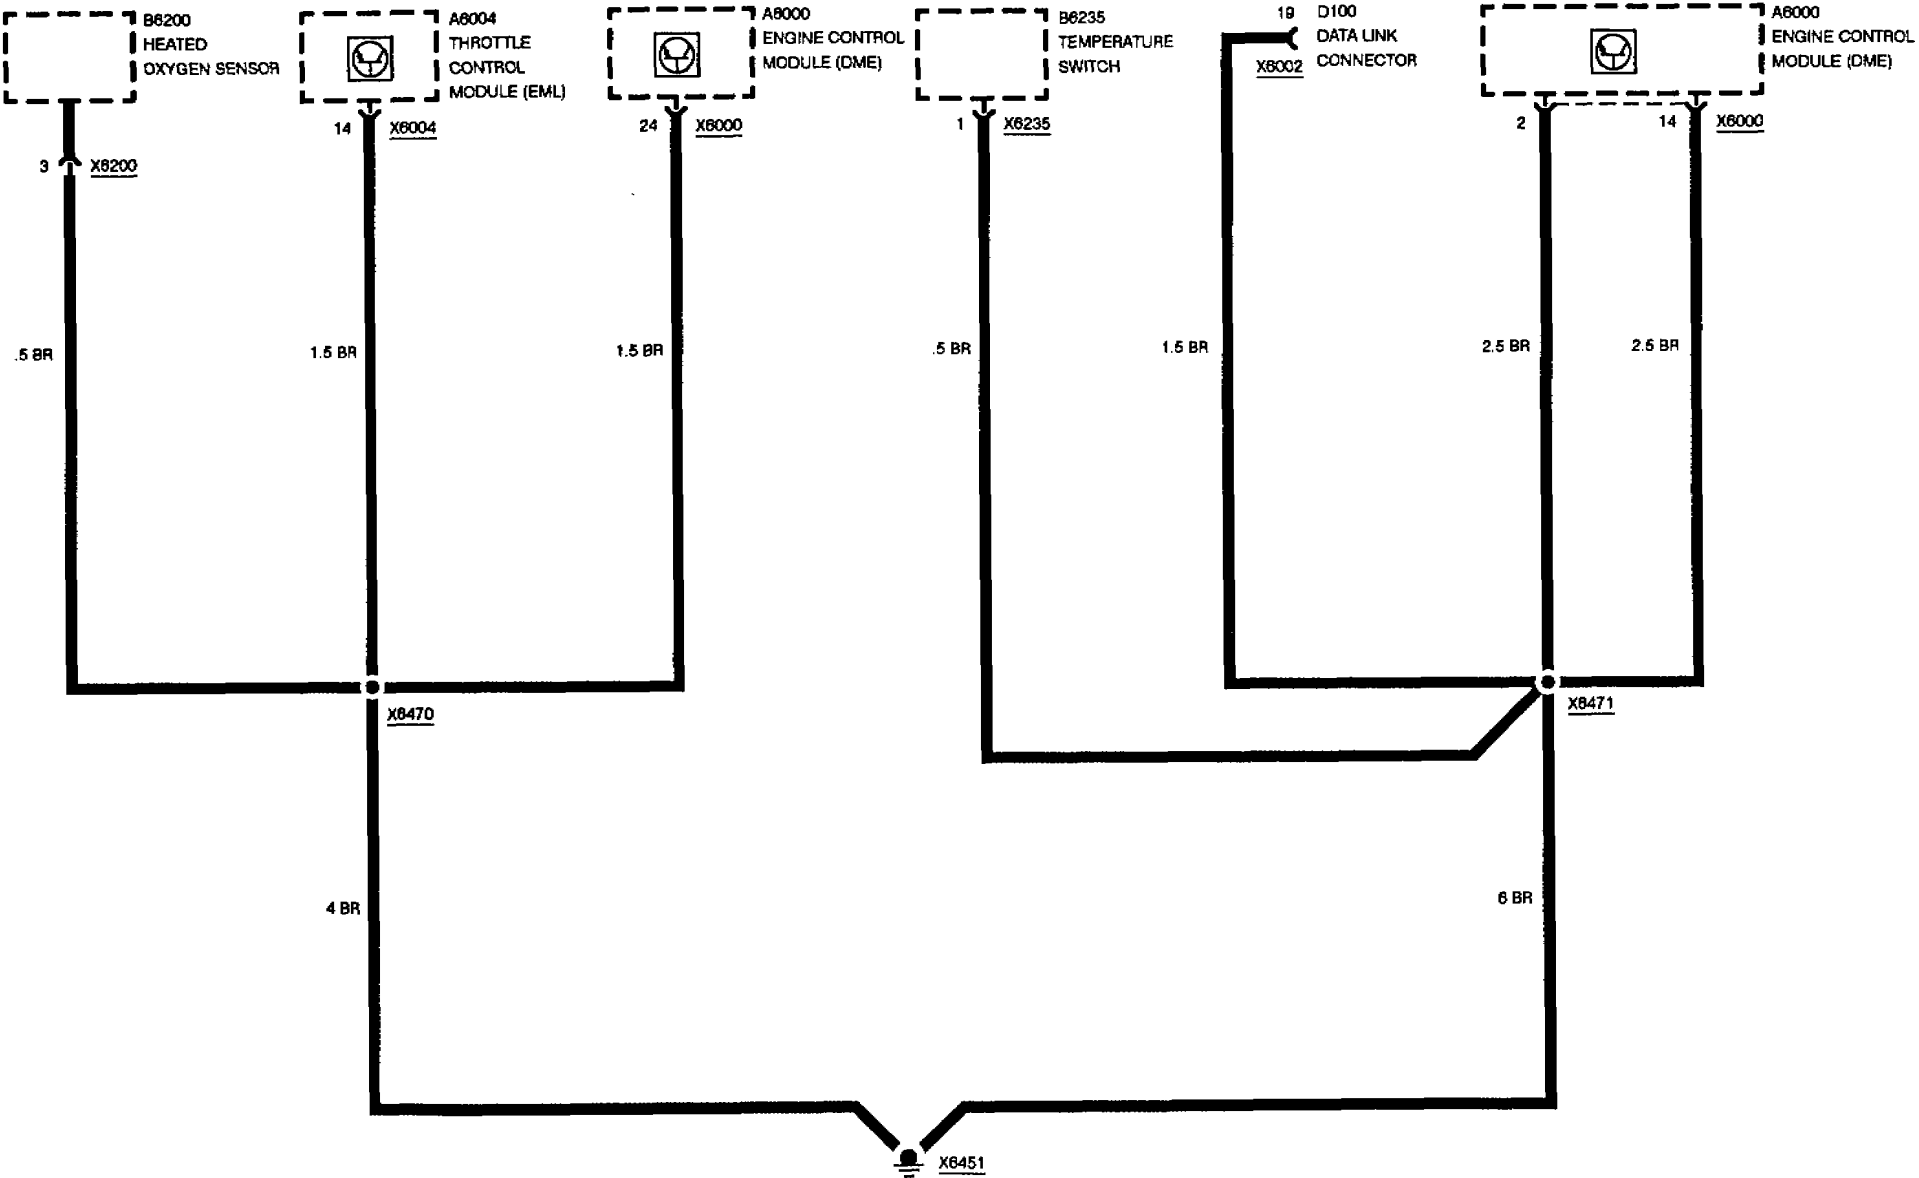 B6200
HEATED
OXYGEN SENSOR
A6004
THROTTLE
CONTROL
MODULE (EML)
A6000
ENGINE CONTROL
MODULE (DME)
B6235
TEMPERATURE
SWITCH
19
D100
DATA LINK
CONNECTOR
X6002
A6000
ENGINE CONTROL
MODULE (DME)
3 X6200
14 X6004
24 X6000
1 X6235
2
14 X6000
.5 BR
1.5 BR
1.5 BR
.5 BR
1.5 BR
2.5 BR
2.5 BR
X6470
X6471
4 BR
6 BR
X6451